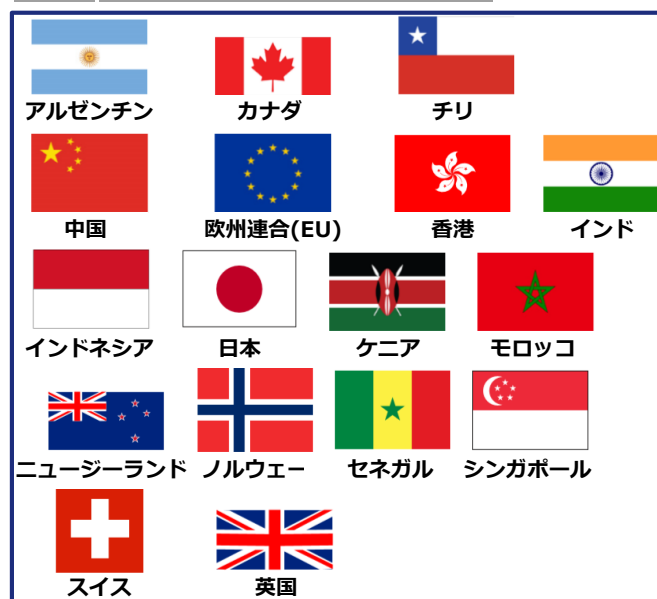 アルゼンチン カナダ チリ
中国 欧州連合(EU) 香港 インド
インドネシア 日本 ケニア モロッコ
ニュージーランド ノルウェー セネガル シンガポール
スイス 英国